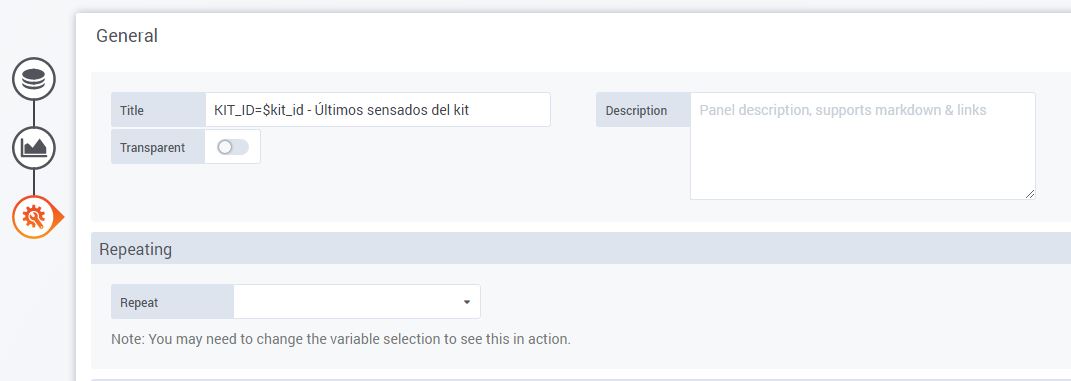 General
Title
KIT_ID=$kit_id - Últimos sensados del kit
Description
Panel description, supports markdown & links
Transparent
Repeating
Repeat
Note: You may need to change the variable selection to see this in action.